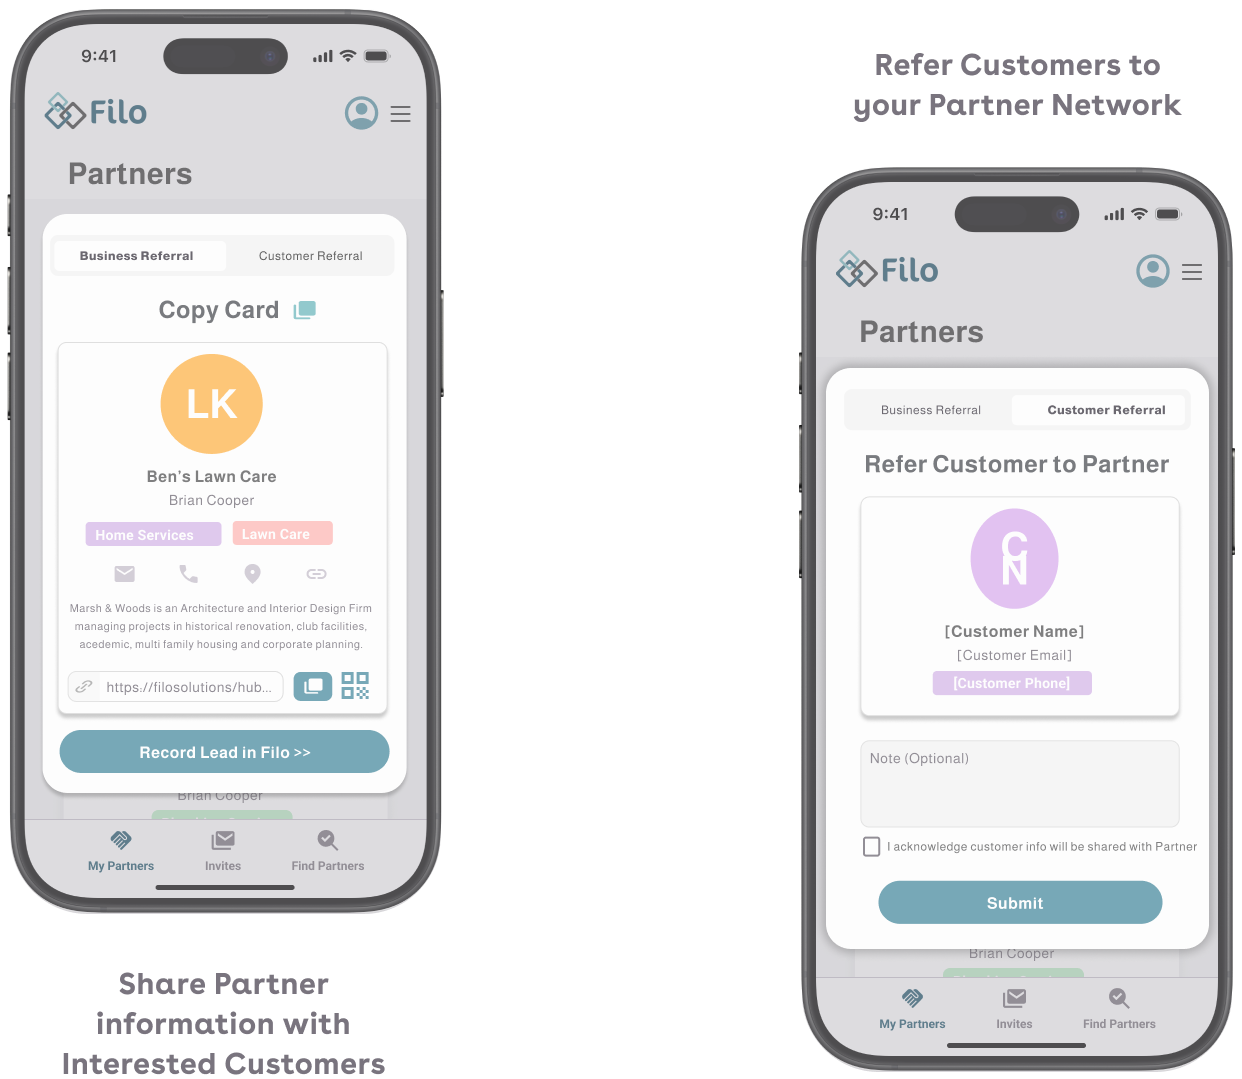 9:41
Filo
Partners
Business Referral
Customer Referral
Copy Card
LK
Ben's Lawn Care
Brian Cooper
Home Services
Lawn Care
Marsh & Woods is an Architecture and Interior Design Firm
managing projects in historical renovation, club facilities,
acedemic, multi family housing and corporate planning.
https://filosolutions/hub...
Record Lead in Filo >>
Brian Cooper
My Partners
Invites
Find Partners
Share Partner
information with
Interested Customers
Refer Customers to
your Partner Network
9:41
Filo
Partners
Business Referral
Customer Referral
Refer Customer to Partner
C
N
[Customer Name]
[Customer Email]
[Customer Phone]
Note (Optional)
I acknowledge customer info will be shared with Partner
Submit
Brian Cooper
My Partners
Invites
Find Partners